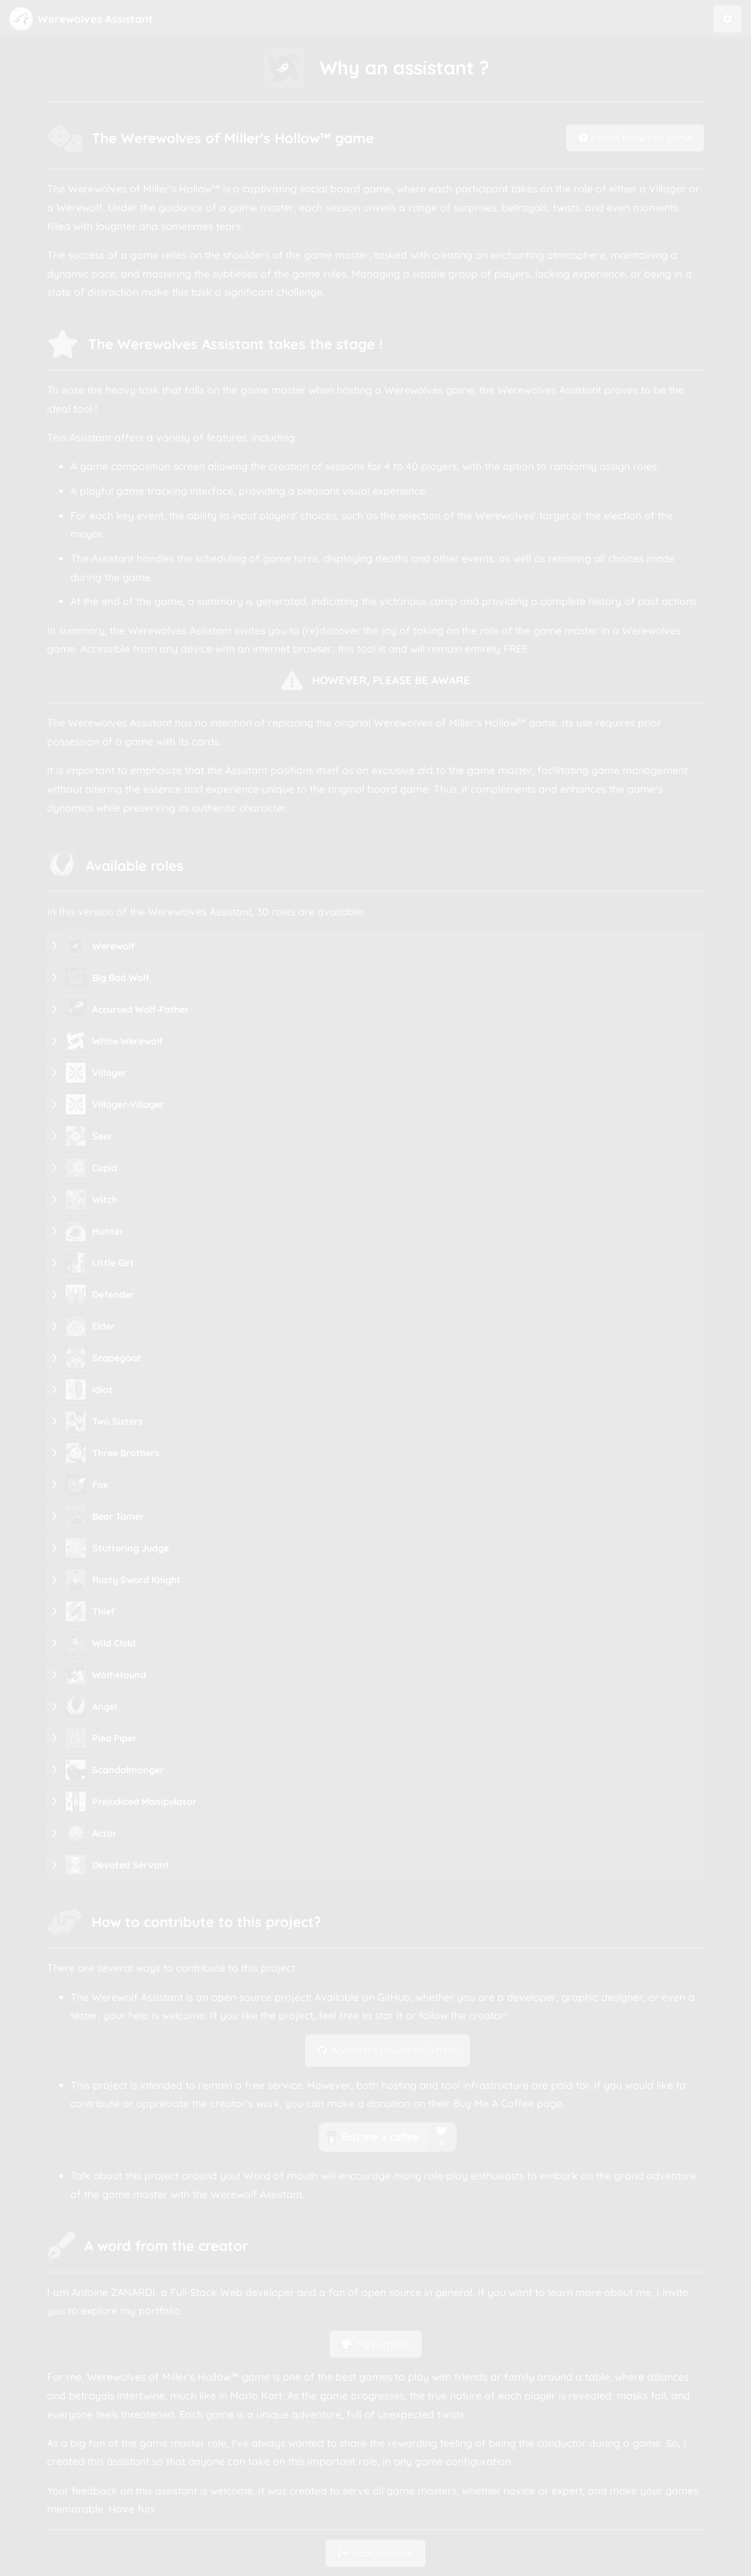 Werewolves Assistant
Why an assistant ?
The Werewolves of Miller's Hollow™ game
The Werewolves of Miller's Hollow™ is a captivating social board game, where each participant takes on the role of either a Villager or
a Werewolf. Under the guidance of a game master, each session unveils a range of surprises, betrayals, twists, and even moments
filled with laughter and sometimes tears.
The success of a game relies on the shoulders of the game master, tasked with creating an enchanting atmosphere, maintaining a
dynamic pace, and mastering the subtleties of the game rules. Managing a sizable group of players, lacking experience, or being in a
state of distraction make this task a significant challenge.
The Werewolves Assistant takes the stage !
To ease the heavy task that falls on the game master when hosting a Werewolves game, the Werewolves Assistant proves to be the
ideal tool !
This Assistant offers a variety of features, including:
A game composition screen allowing the creation of sessions for 4 to 40 players, with the option to randomly assign roles.
A playful game tracking interface, providing a pleasant visual experience.
For each key event, the ability to input players' choices, such as the selection of the Werewolves' target or the election of the
mayor.
The Assistant handles the scheduling of game turns, displaying deaths and other events, as well as retaining all choices made
during the game.
At the end of the game, a summary is generated, indicating the victorious camp and providing a complete history of past actions.
In summary, the Werewolves Assistant invites you to (re)discover the joy of taking on the role of the game master in a Werewolves
game. Accessible from any device with an internet browser, this tool is and will remain entirely FREE.
HOWEVER, PLEASE BE AWARE
The Werewolves Assistant has no intention of replacing the original Werewolves of Miller's Hollow™ game. Its use requires prior
possession of a game with its cards.
It is important to emphasize that the Assistant positions itself as an exclusive aid to the game master, facilitating game management
without altering the essence and experience unique to the original board game. Thus, it complements and enhances the game's
dynamics while preserving its authentic character.
Available roles
In this version of the Werewolves Assistant, 30 roles are available:
Werewolf
Big Bad Wolf
Accursed Wolf-Father
White Werewolf
Villager
Villager-Villager
Seer
Cupid
Witch
Hunter
Little Girl
Defender
Elder
Scapegoat
Idiot
Two Sisters
Three Brothers
Fox
Bear Tamer
Stuttering Judge
Rusty Sword Knight
Thief
Wild Child
Wolf-Hound
Angel
Pied Piper
Scandalmonger
Prejudiced Manipulator
Actor
Devoted Servant
How to contribute to this project?
There are several ways to contribute to this project:
The Werewolf Assistant is an open-source project! Available on GitHub, whether you are a developer, graphic designer, or even a
tester, your help is welcome. If you like the project, feel free to star it or follow the creator!
This project is intended to remain a free service. However, both hosting and tool infrastructure are paid for. If you would like to
contribute or appreciate the creator's work, you can make a donation on their Buy Me A Coffee page.
Buy me a coffee
Talk about this project around you! Word of mouth will encourage many role-play enthusiasts to embark on the grand adventure
of the game master with the Werewolf Assistant.
A word from the creator
I am Antoine ZANARDI, a Full-Stack Web developer and a fan of open source in general. If you want to learn more about me, I invite
you to explore my portfolio.
For me, Werewolves of Miller's Hollow™ game is one of the best games to play with friends or family around a table, where alliances
and betrayals intertwine, much like in Mario Kart. As the game progresses, the true nature of each player is revealed, masks fall, and
everyone feels threatened. Each game is a unique adventure, full of unexpected twists.
As a big fan of the game master role, I've always wanted to share the rewarding feeling of being the conductor during a game. So, I
created this assistant so that anyone can take on this important role, in any game configuration.
Your feedback on this assistant is welcome. It was created to serve all game masters, whether novice or expert, and make your games
memorable. Have fun!